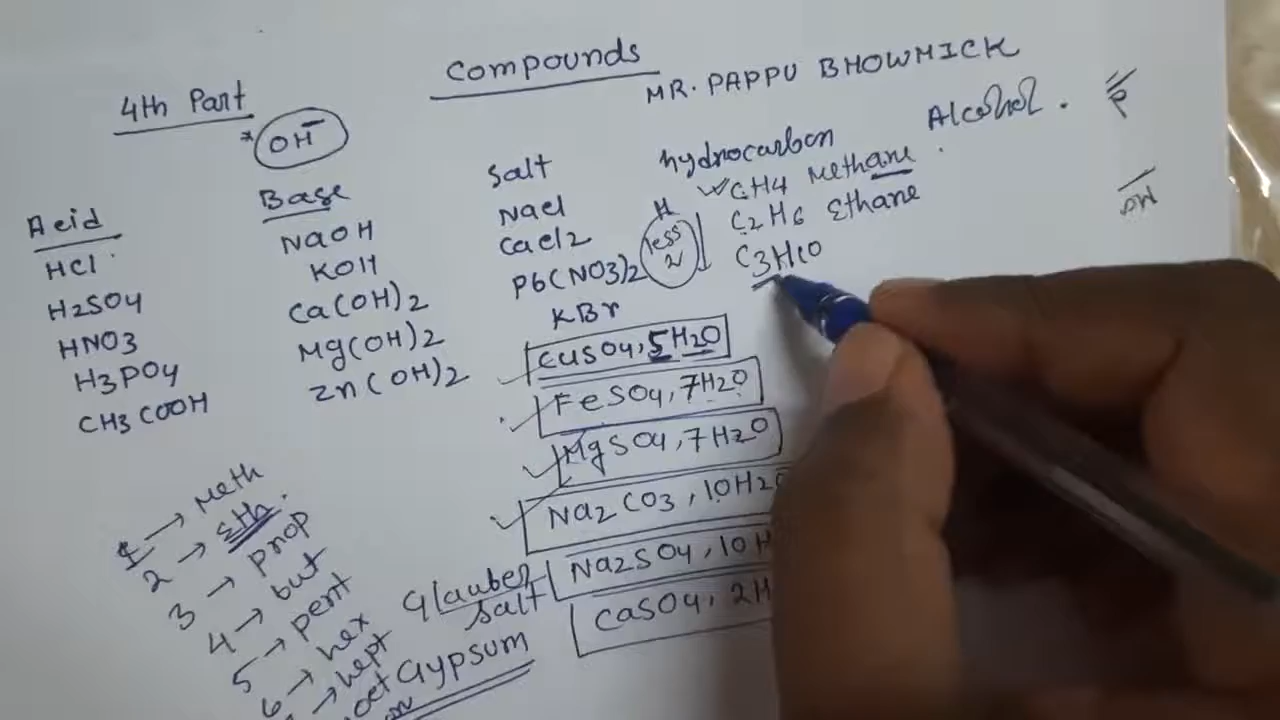 Compounds
MR. PAPPU BHOWMICK
4th Part
* OH-
Acid
HCl
H2SO4
HNO3
H3PO4
CH3COOH
Base
NaOH
KOH
Ca(OH)2
Mg(OH)2
Zn(OH)2
Salt
NaCl
CaCl2
Pb(NO3)2
KBr
CuSO4, 5H2O
FeSO4, 7H2O
MgSO4, 7H2O
Na2CO3, 10H2O
Na2SO4, 10H
CaSO4, 2H
Glauber
Salt
Gypsum
hydrocarbon
CH4 Methane
C2H6 Ethane
C3H10
H
less
2
Alcohol.
1 → Meth
2 → Eth.
3 → prop
4 → but
5 → pent
6 → hex
→ hept
oct